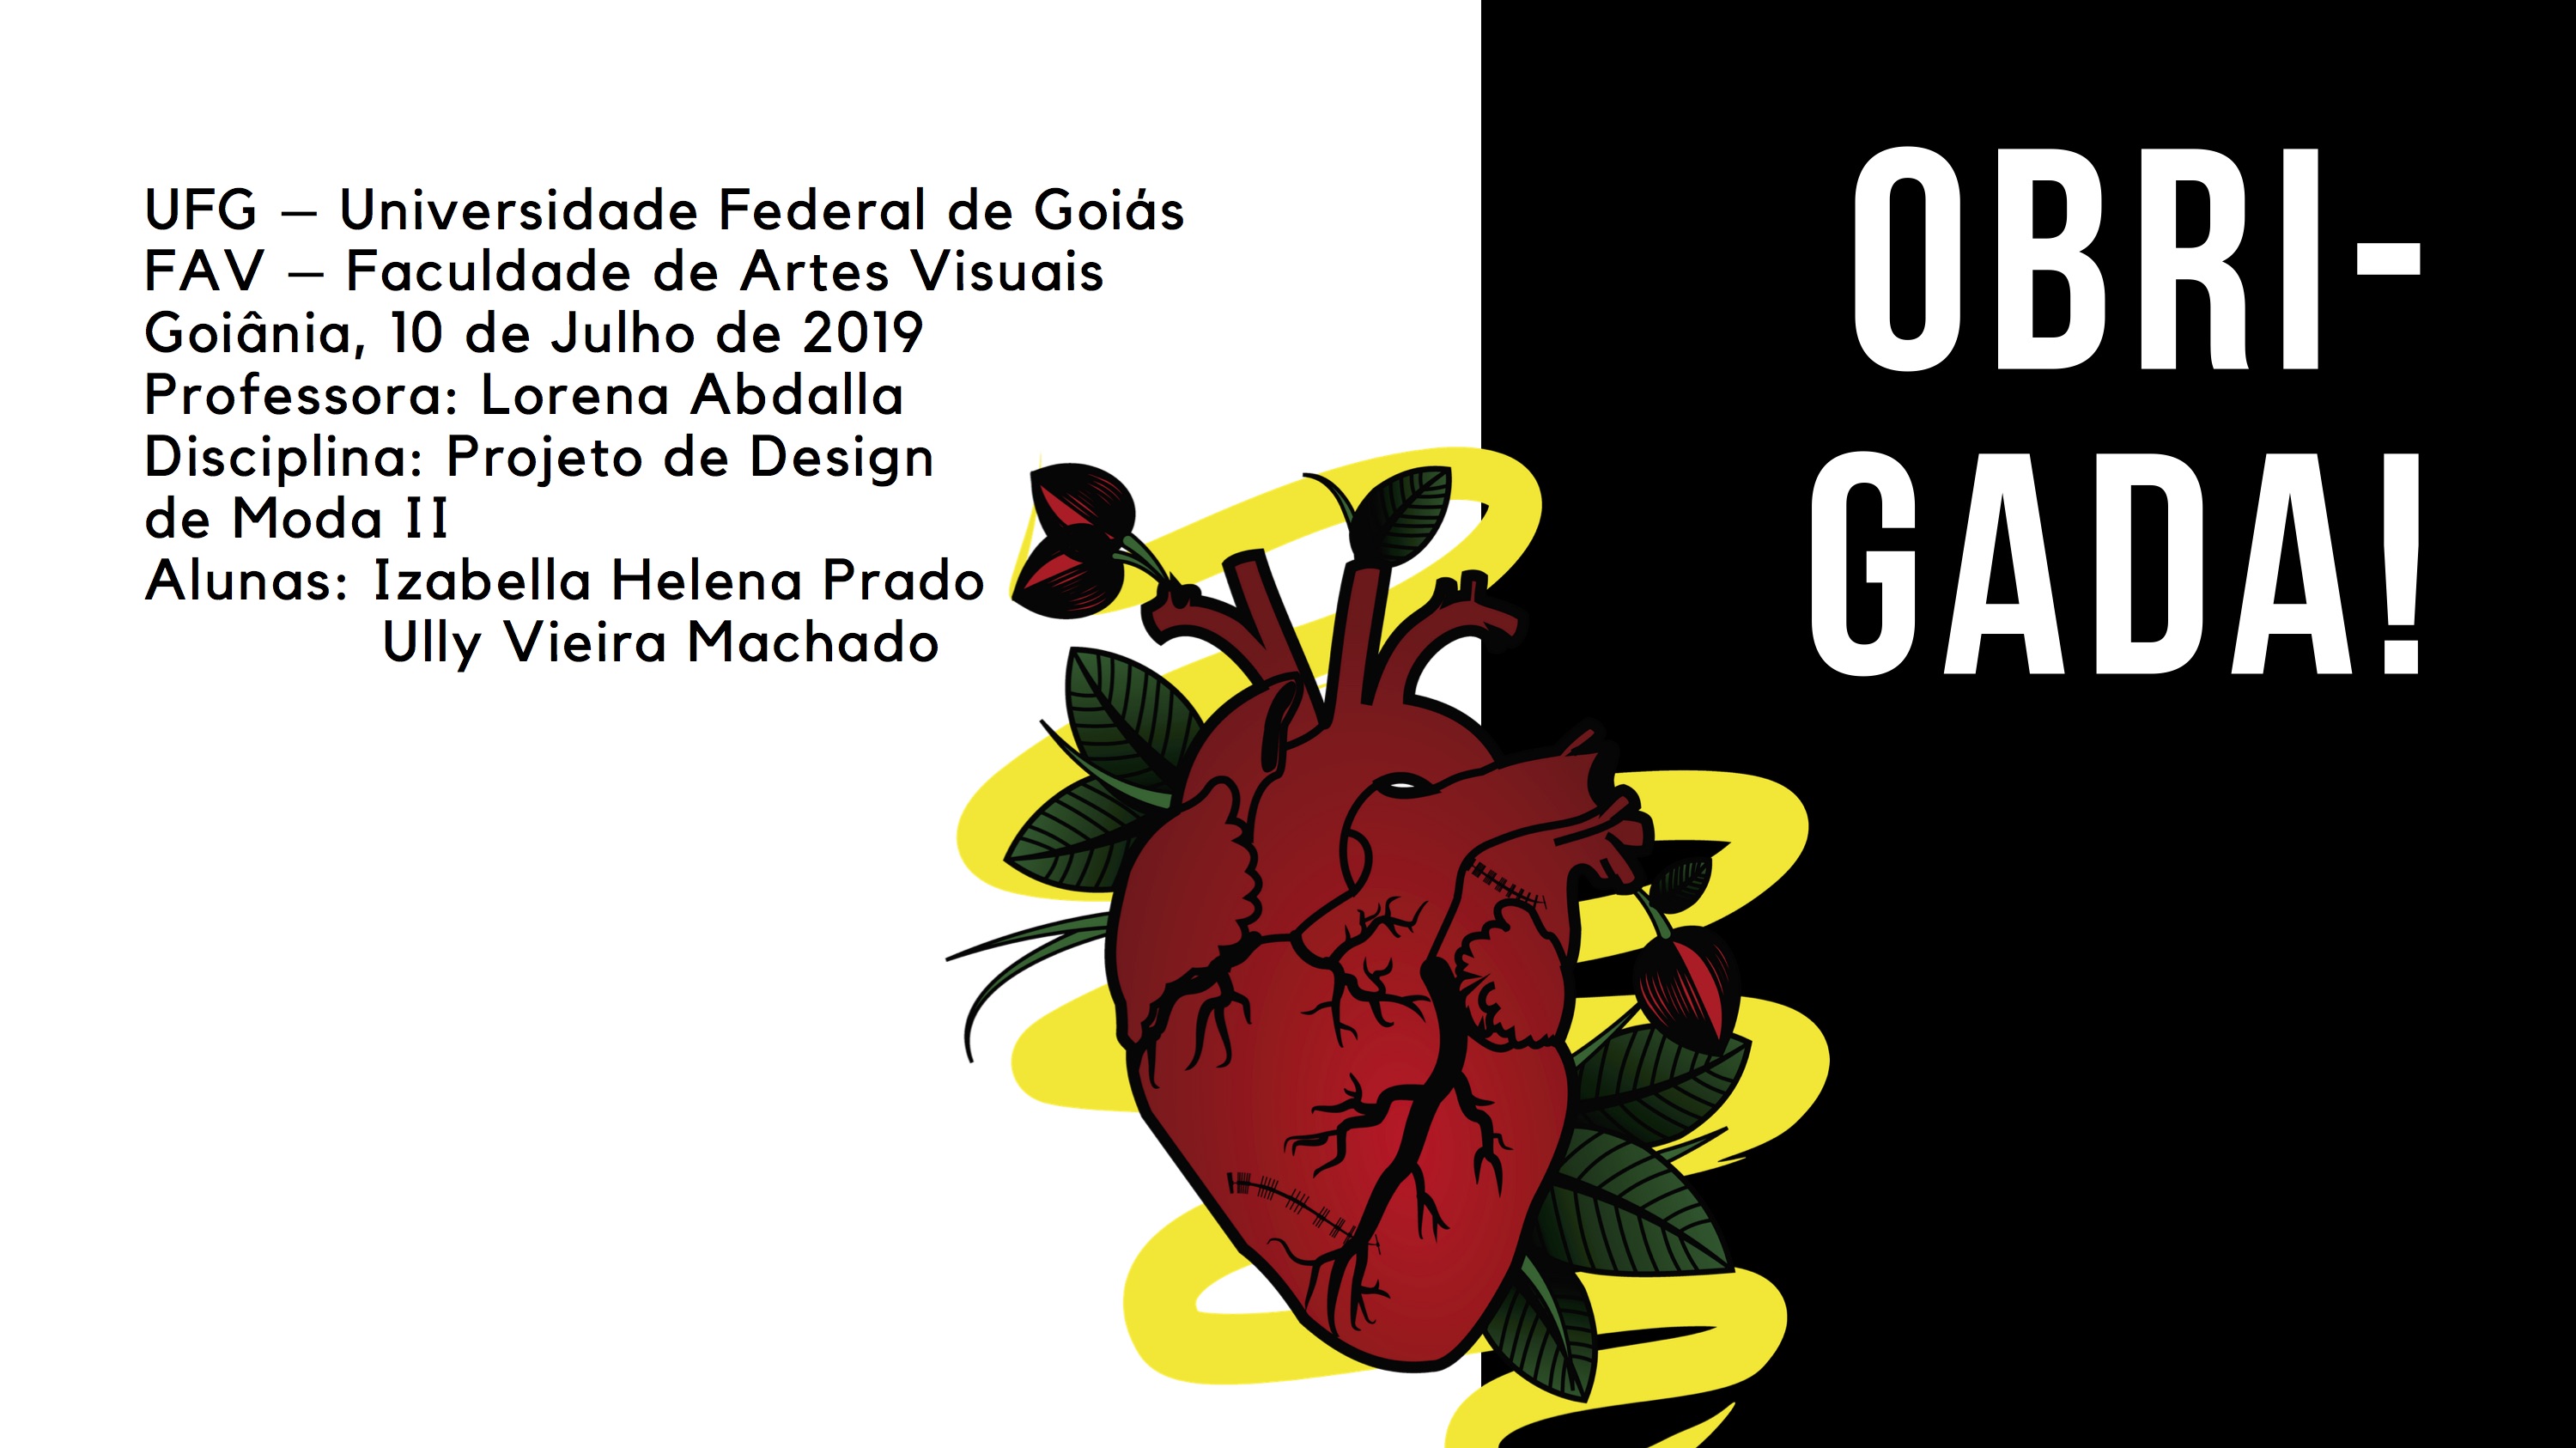 UFG – Universidade Federal de Goiás
FAV – Faculdade de Artes Visuais
Goiânia, 10 de Julho de 2019
Professora: Lorena Abdalla
Disciplina: Projeto de Design
de Moda II
Alunas: Izabella Helena Prado
Ully Vieira Machado
OBRI-
GADA!